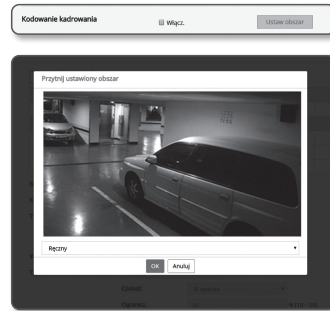 Kodowanie kadrowania
Włącz.
Ustaw obszar
Przytnij ustawiony obszar
Ręczny
OK Anuluj